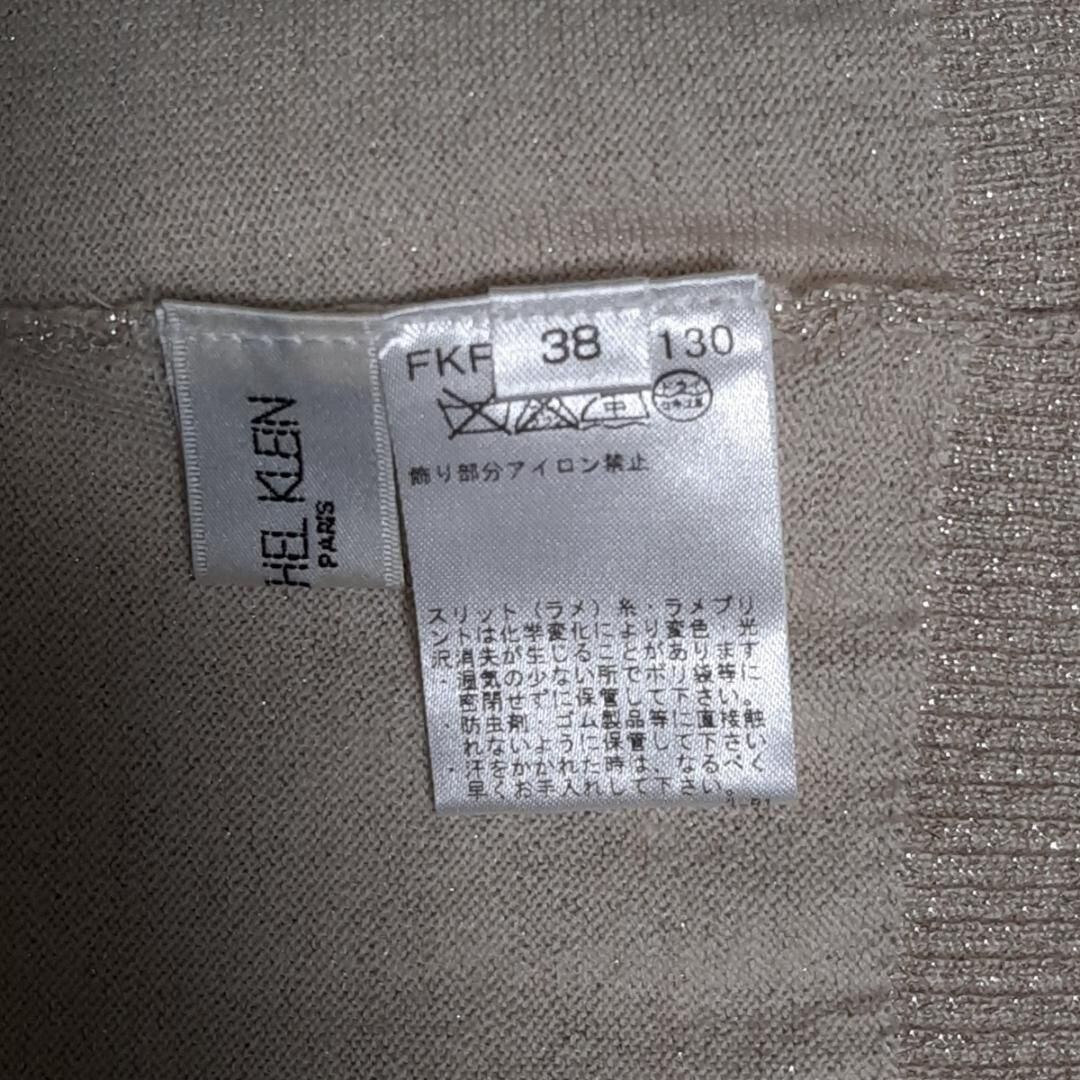 HEL KLEIN
PARIS
FKF 38 130
中 ドライ
飾り部分アイロン禁止
スリット(ラメ)糸・ラメプリ
ントは化学変化により変色・光
沢消失が生じることがあります
・湿気の少ない所でポリ袋等に
密閉せずに保管して下さい。
・防虫剤・ゴム製品等に直接触
れないように保管して下さい
・汗をかかれた時は、なるべく
早くお手入れして下さい。